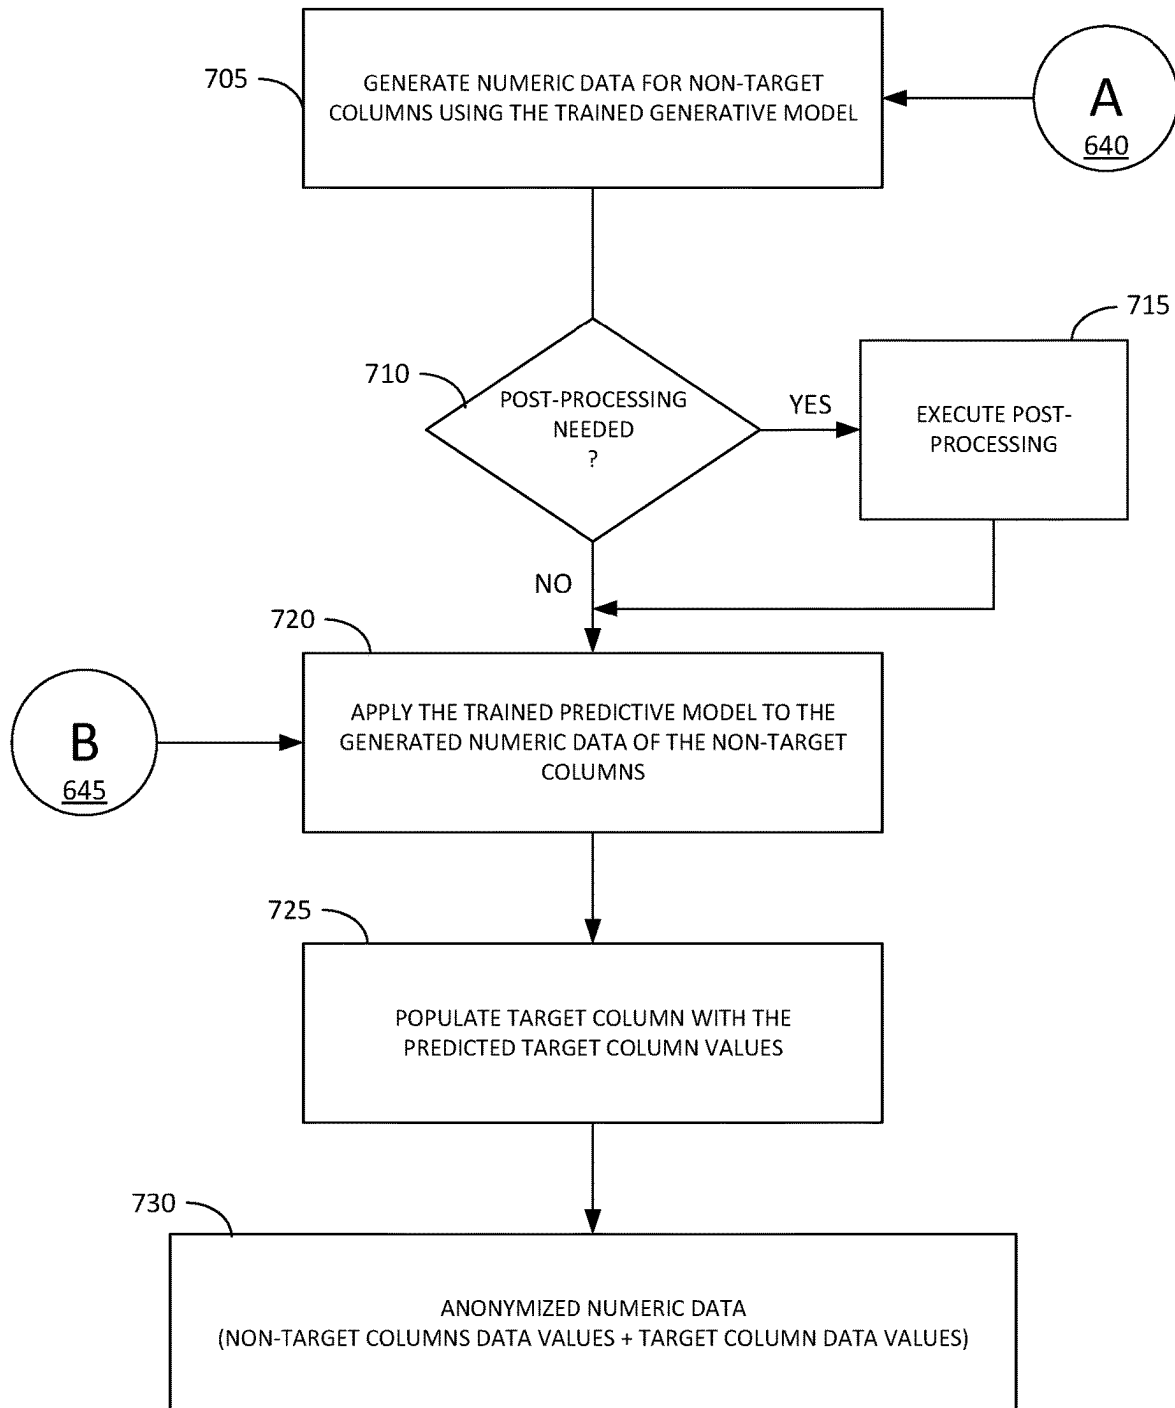 705
GENERATE NUMERIC DATA FOR NON-TARGET
COLUMNS USING THE TRAINED GENERATIVE MODEL
A
640
710
POST-PROCESSING
NEEDED
?
YES
715
EXECUTE POST-
PROCESSING
NO
720
B
645
APPLY THE TRAINED PREDICTIVE MODEL TO THE
GENERATED NUMERIC DATA OF THE NON-TARGET
COLUMNS
725
POPULATE TARGET COLUMN WITH THE
PREDICTED TARGET COLUMN VALUES
730
ANONYMIZED NUMERIC DATA
(NON-TARGET COLUMNS DATA VALUES + TARGET COLUMN DATA VALUES)